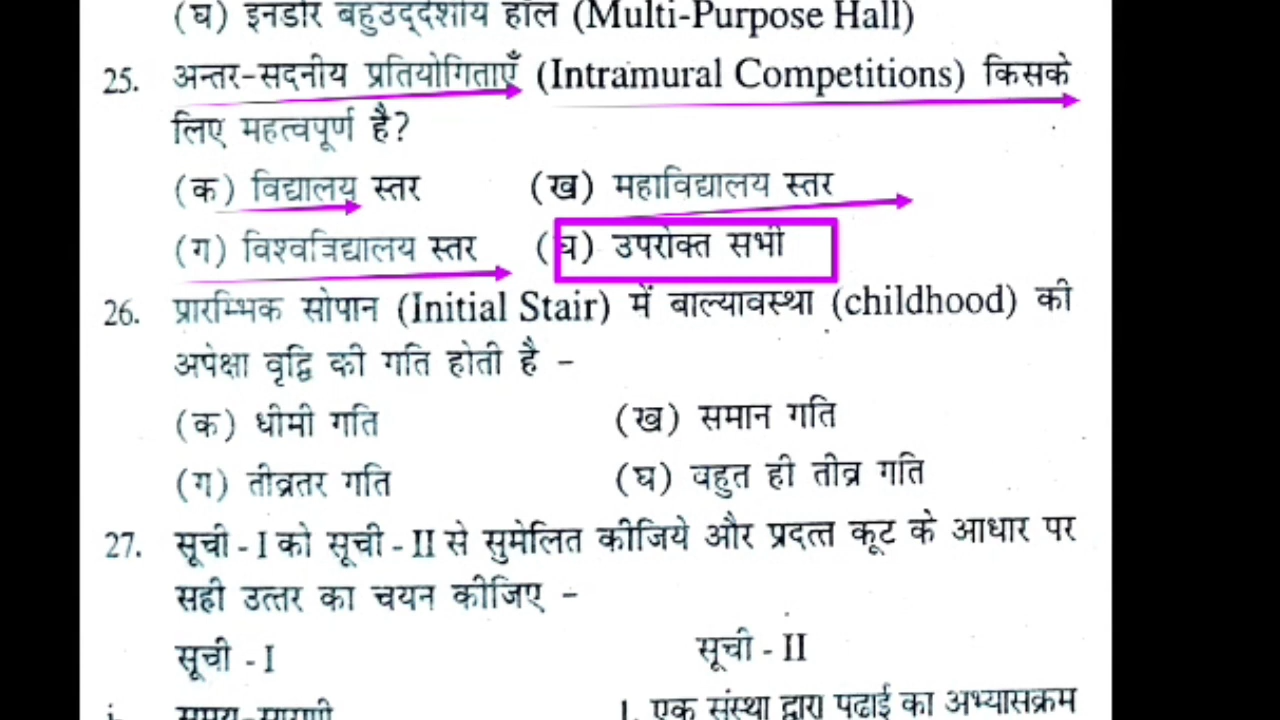 (घ) इनडोर बहुउद्देशीय हॉल (Multi-Purpose Hall)
25. अन्तर-सदनीय प्रतियोगिताएँ (Intramural Competitions) किसके
लिए महत्वपूर्ण है?
(क) विद्यालय स्तर (ख) महाविद्यालय स्तर
(ग) विश्वविद्यालय स्तर (घ) उपरोक्त सभी
26. प्रारम्भिक सोपान (Initial Stair) में बाल्यावस्था (childhood) की
अपेक्षा वृद्धि की गति होती है –
(क) धीमी गति (ख) समान गति
(ग) तीव्रतर गति (घ) बहुत ही तीव्र गति
27. सूची - I को सूची - II से सुमेलित कीजिये और प्रदत्त कूट के आधार पर
सही उत्तर का चयन कीजिए –
सूची - I सूची - II
i. समय-सारणी 1. एक संस्था द्वारा पढाई का अभ्यासक्रम